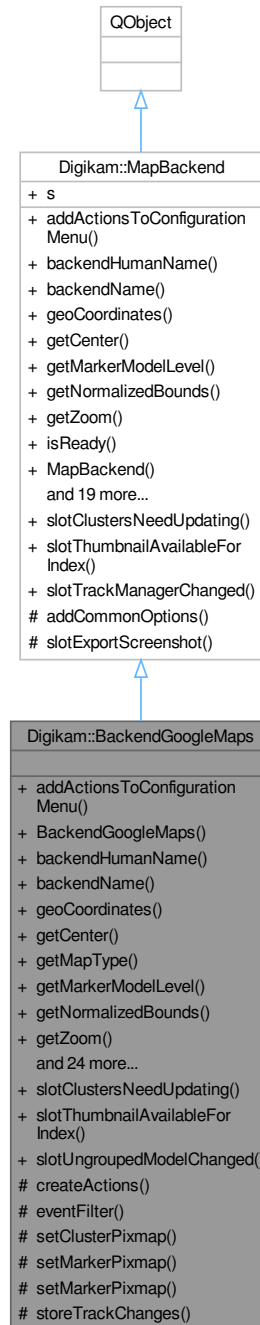 QObject
Digikam::MapBackend
+ s
+ addActionsToConfiguration
Menu()
+ backendHumanName()
+ backendName()
+ geoCoordinates()
+ getCenter()
+ getMarkerModelLevel()
+ getNormalizedBounds()
+ getZoom()
+ isReady()
+ MapBackend()
and 19 more...
+ slotClustersNeedUpdating()
+ slotThumbnailAvailableFor
Index()
+ slotTrackManagerChanged()
# addCommonOptions()
# slotExportScreenshot()
Digikam::BackendGoogleMaps
+ addActionsToConfiguration
Menu()
+ BackendGoogleMaps()
+ backendHumanName()
+ backendName()
+ geoCoordinates()
+ getCenter()
+ getMapType()
+ getMarkerModelLevel()
+ getNormalizedBounds()
+ getZoom()
and 24 more...
+ slotClustersNeedUpdating()
+ slotThumbnailAvailableFor
Index()
+ slotUngroupedModelChanged(
# createActions()
# eventFilter()
# setClusterPixmap()
# setMarkerPixmap()
# setMarkerPixmap()
# storeTrackChanges()